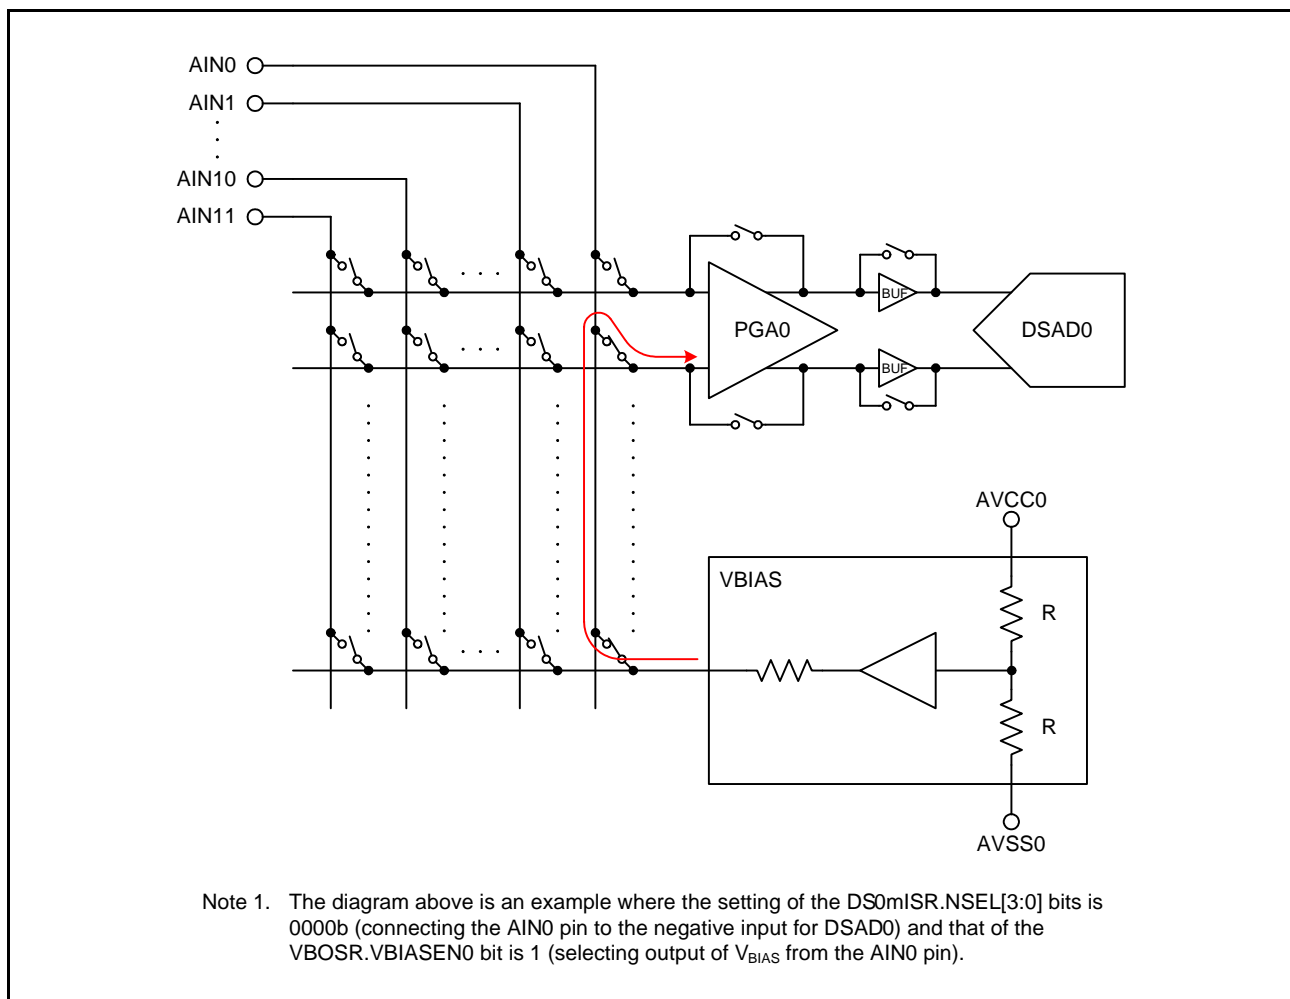 AIN0
AIN1
AIN10
AIN11
BUF
PGA0
DSAD0
BUF
AVCC0
VBIAS
R
R
AVSS0
Note 1. The diagram above is an example where the setting of the DS0mISR.NSEL[3:0] bits is
0000b (connecting the AIN0 pin to the negative input for DSAD0) and that of the
VBOSR.VBIASEN0 bit is 1 (selecting output of VBIAS from the AIN0 pin).